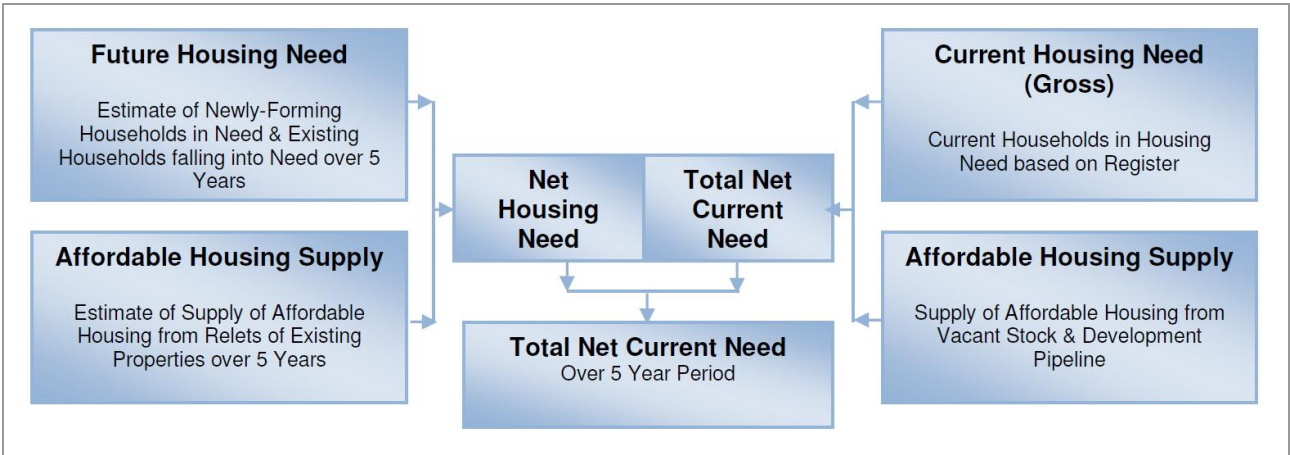 Future Housing Need
Estimate of Newly-Forming
Households in Need & Existing
Households falling into Need over 5
Years
Affordable Housing Supply
Estimate of Supply of Affordable
Housing from Relets of Existing
Properties over 5 Years
Net
Housing
Need
Total Net
Current
Need
Total Net Current Need
Over 5 Year Period
Current Housing Need
(Gross)
Current Households in Housing
Need based on Register
Affordable Housing Supply
Supply of Affordable Housing from
Vacant Stock & Development
Pipeline